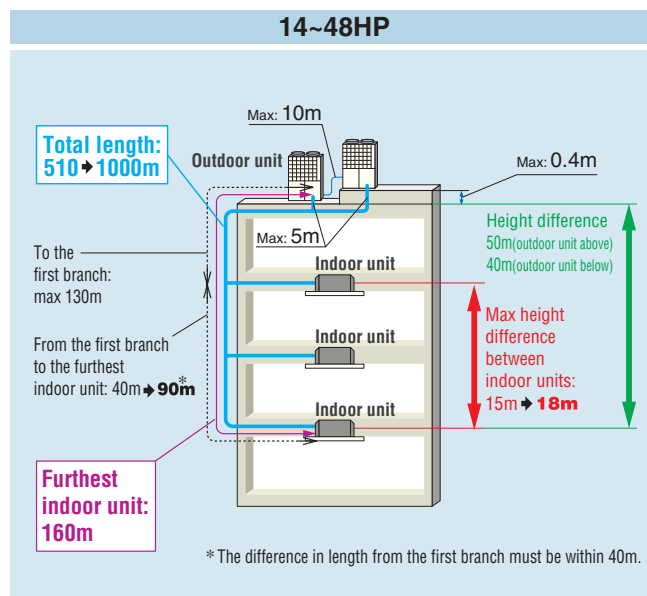 14~48HP
Max: 10m
Total length:
510➧1000m
Outdoor unit
Max: 0.4m
Max: 5m
Height difference
50m(outdoor unit above)
40m(outdoor unit below)
To the
first branch:
max 130m
Indoor unit
Max height
difference
between
indoor units:
15m➧18m
From the first branch
to the furthest
indoor unit: 40m➧90m*
Indoor unit
Indoor unit
Furthest
indoor unit:
160m
* The difference in length from the first branch must be within 40m.